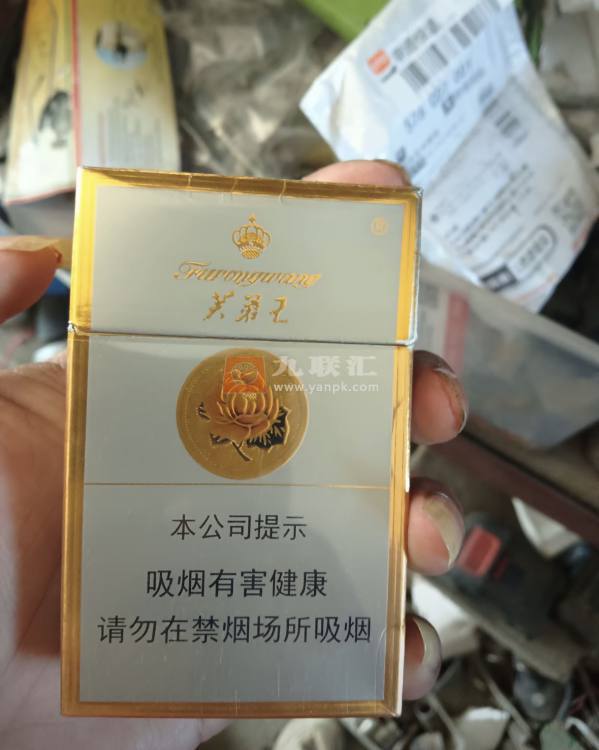 ®
Furongwang
芙蓉王
九联汇
www.yanpk.com
本公司提示
吸烟有害健康
请勿在禁烟场所吸烟